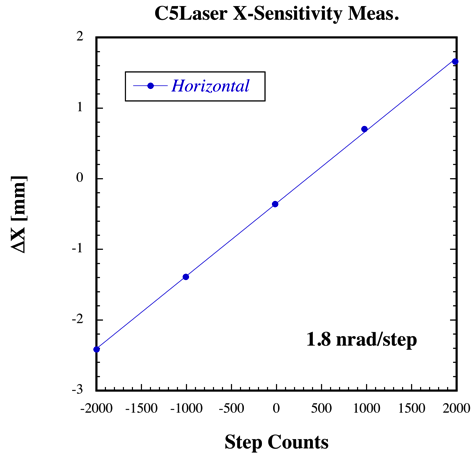 C5Laser X-Sensitivity Meas.
2
Horizontal
1
0
ΔX [mm]
-1
-2
1.8 nrad/step
-3
-2000 -1500 -1000 -500 0 500 1000 1500 2000
Step Counts